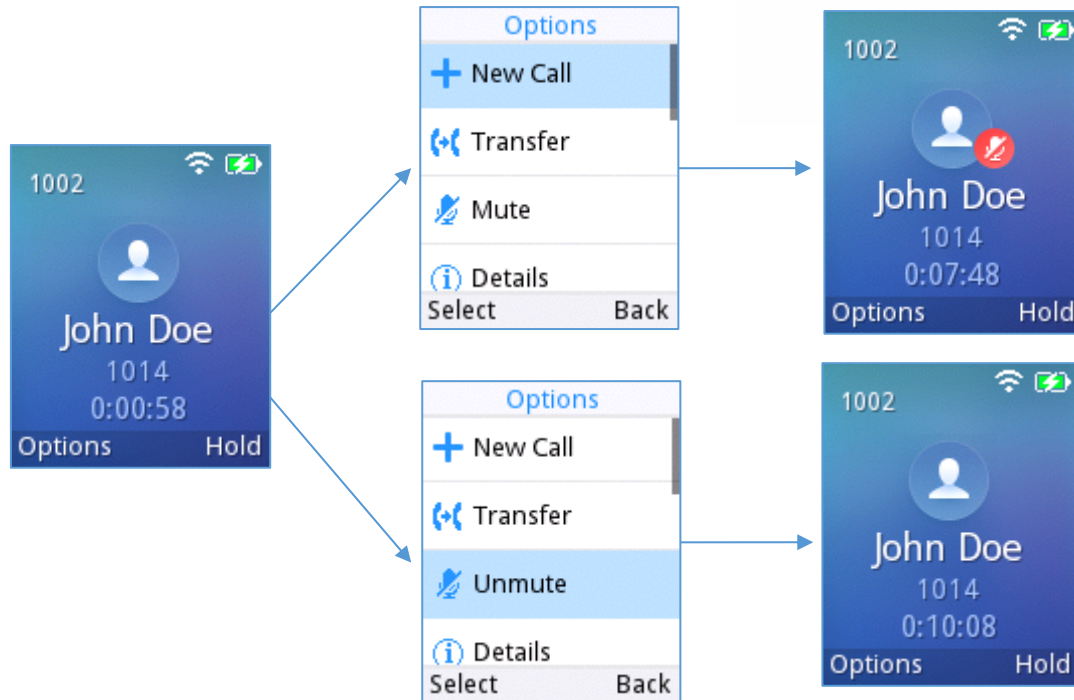 1002
John Doe
1014
0:00:58
Options Hold
Options
New Call
Transfer
Mute
Details
Select Back
1002
John Doe
1014
0:07:48
Options Hold
Options
New Call
Transfer
Unmute
Details
Select Back
1002
John Doe
1014
0:10:08
Options Hold